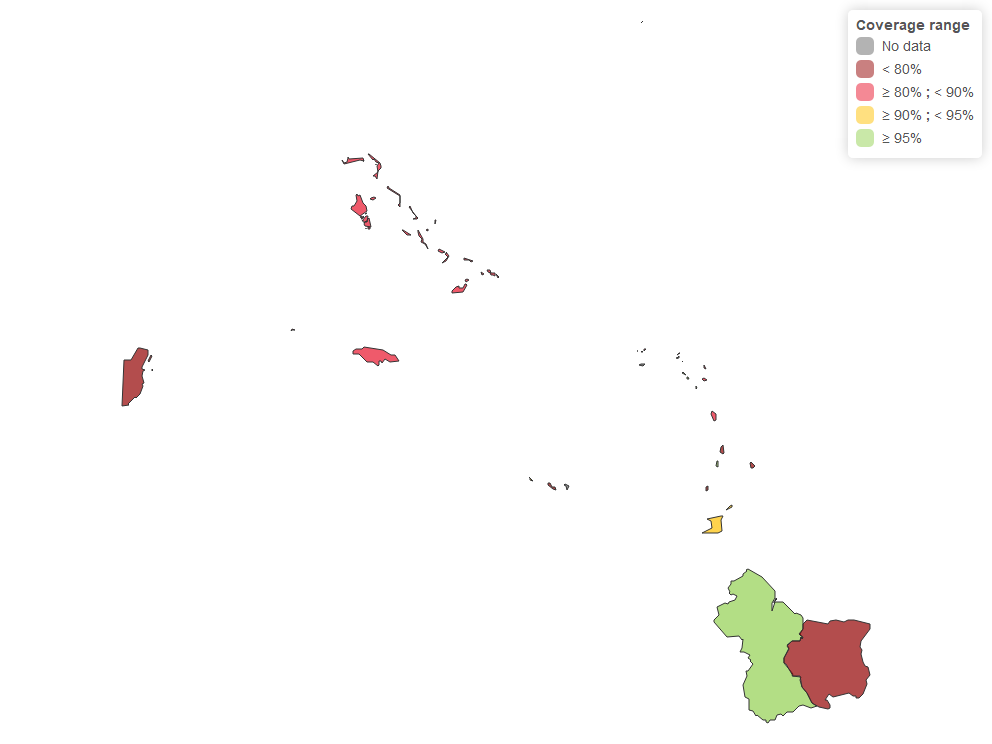 Coverage range
No data
< 80%
≥ 80% ; < 90%
≥ 90% ; < 95%
≥ 95%